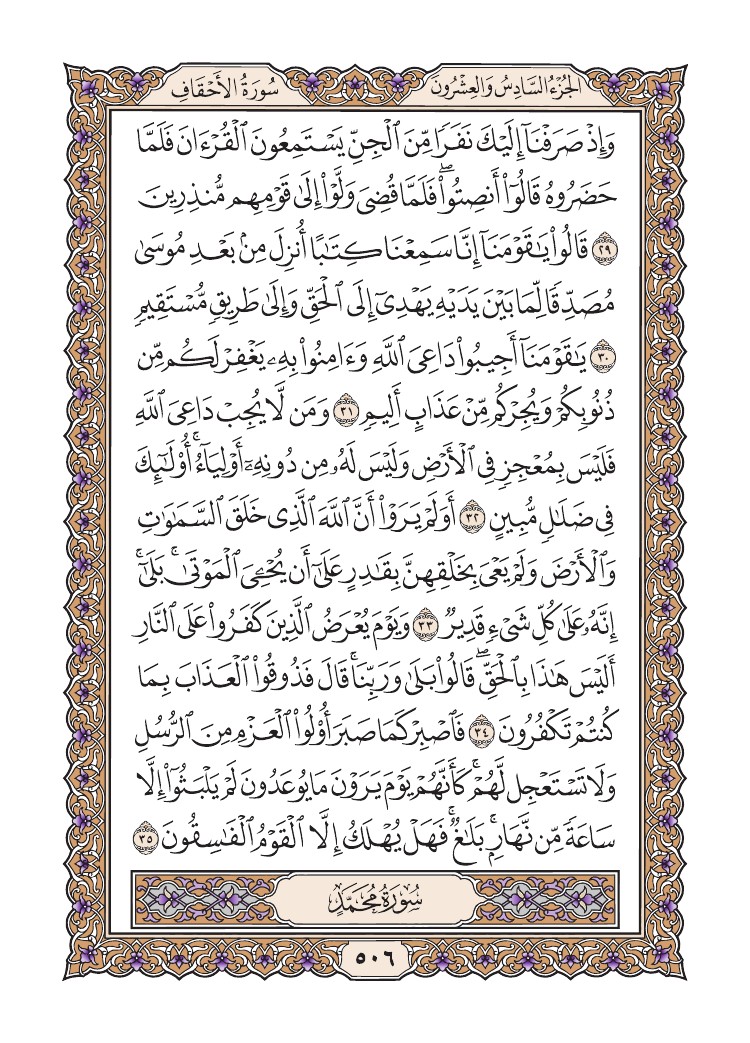 الجُزْءُ السَّادِسُ وَالعِشْرُونَ
سُورَةُ الأَحْقَافِ
وَإِذْ صَرَفْنَآ إِلَيْكَ نَفَرًا مِّنَ ٱلْجِنِّ يَسْتَمِعُونَ ٱلْقُرْءَانَ فَلَمَّا
حَضَرُوهُ قَالُوٓا۟ أَنصِتُوا۟ۖ فَلَمَّا قُضِىَ وَلَّوْا۟ إِلَىٰ قَوْمِهِم مُّنذِرِينَ
٢٩ قَالُوا۟ يَٰقَوْمَنَآ إِنَّا سَمِعْنَا كِتَٰبًا أُنزِلَ مِنۢ بَعْدِ مُوسَىٰ
مُصَدِّقًا لِّمَا بَيْنَ يَدَيْهِ يَهْدِىٓ إِلَى ٱلْحَقِّ وَإِلَىٰ طَرِيقٍ مُّسْتَقِيمٍ
٣٠ يَٰقَوْمَنَآ أَجِيبُوا۟ دَاعِىَ ٱللَّهِ وَءَامِنُوا۟ بِهِۦ يَغْفِرْ لَكُم مِّن
ذُنُوبِكُمْ وَيُجِرْكُم مِّنْ عَذَابٍ أَلِيمٍ ٣١ وَمَن لَّا يُجِبْ دَاعِىَ ٱللَّهِ
فَلَيْسَ بِمُعْجِزٍ فِى ٱلْأَرْضِ وَلَيْسَ لَهُۥ مِن دُونِهِۦٓ أَوْلِيَآءُۚ أُو۟لَٰٓئِكَ
فِى ضَلَٰلٍ مُّبِينٍ ٣٢ أَوَلَمْ يَرَوْا۟ أَنَّ ٱللَّهَ ٱلَّذِى خَلَقَ ٱلسَّمَٰوَٰتِ
وَٱلْأَرْضَ وَلَمْ يَعْىَ بِخَلْقِهِنَّ بِقَٰدِرٍ عَلَىٰٓ أَن يُحْۦِىَ ٱلْمَوْتَىٰۚ بَلَىٰٓۚ
إِنَّهُۥ عَلَىٰ كُلِّ شَىْءٍ قَدِيرٌ ٣٣ وَيَوْمَ يُعْرَضُ ٱلَّذِينَ كَفَرُوا۟ عَلَى ٱلنَّارِ
أَلَيْسَ هَٰذَا بِٱلْحَقِّۖ قَالُوا۟ بَلَىٰ وَرَبِّنَاۚ قَالَ فَذُوقُوا۟ ٱلْعَذَابَ بِمَا
كُنتُمْ تَكْفُرُونَ ٣٤ فَٱصْبِرْ كَمَا صَبَرَ أُو۟لُوا۟ ٱلْعَزْمِ مِنَ ٱلرُّسُلِ
وَلَا تَسْتَعْجِل لَّهُمْۚ كَأَنَّهُمْ يَوْمَ يَرَوْنَ مَا يُوعَدُونَ لَمْ يَلْبَثُوٓا۟ إِلَّا
سَاعَةً مِّن نَّهَارٍۭۚ بَلَٰغٌۚ فَهَلْ يُهْلَكُ إِلَّا ٱلْقَوْمُ ٱلْفَٰسِقُونَ ٣٥
سُورَةُ مُحَمَّدٍ
٥٠٦